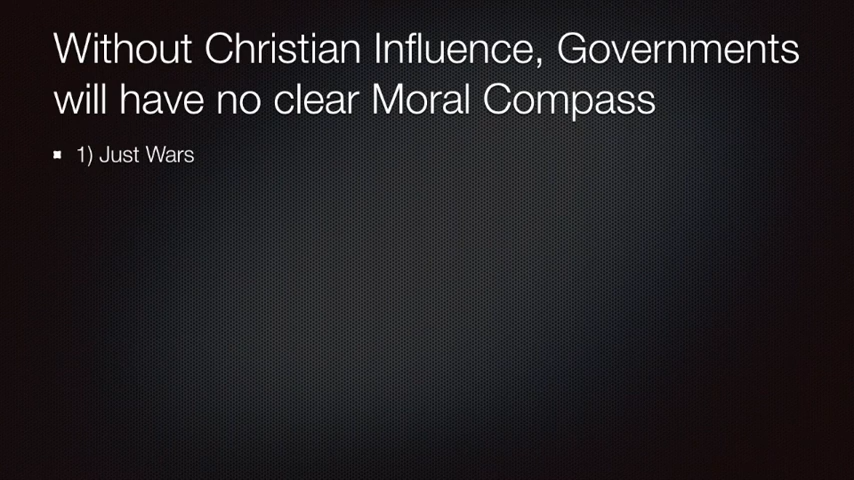 Without Christian Influence, Governments
will have no clear Moral Compass
1) Just Wars